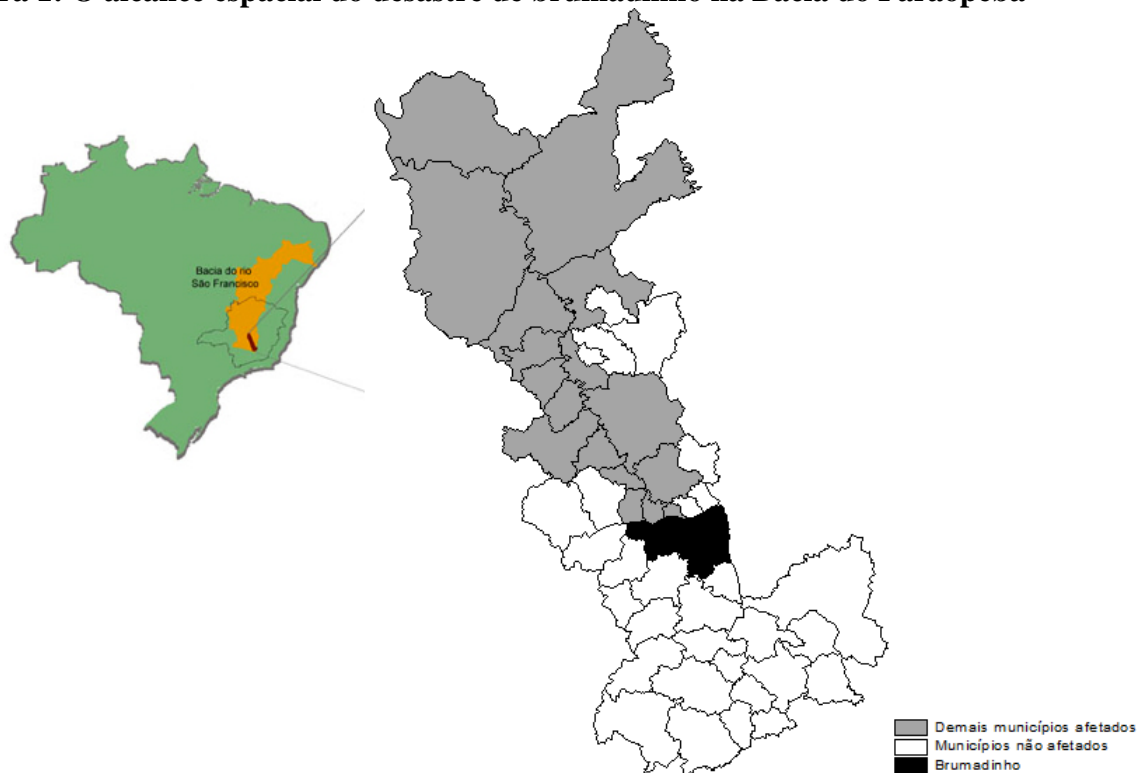 O alcance espacial do desastre de Brumadinho na Bacia do Paraopeba
Bacia do rio
São Francisco
Demais municípios afetados
Municípios não afetados
Brumadinho